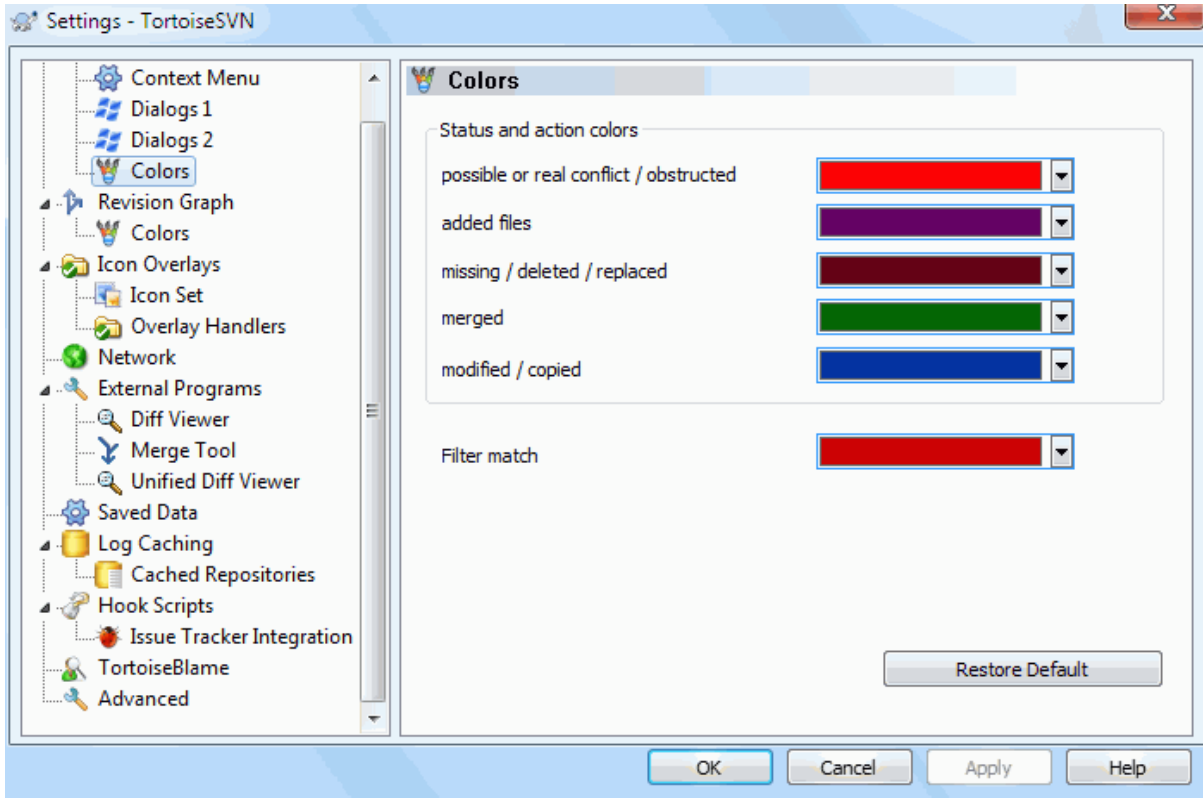 Settings - TortoiseSVN
Context Menu
Dialogs 1
Dialogs 2
Colors
Revision Graph
Colors
Icon Overlays
Icon Set
Overlay Handlers
Network
External Programs
Diff Viewer
Merge Tool
Unified Diff Viewer
Saved Data
Log Caching
Cached Repositories
Hook Scripts
Issue Tracker Integration
TortoiseBlame
Advanced
Colors
Status and action colors
possible or real conflict / obstructed
added files
missing / deleted / replaced
merged
modified / copied
Filter match
Restore Default
OK Cancel Apply Help